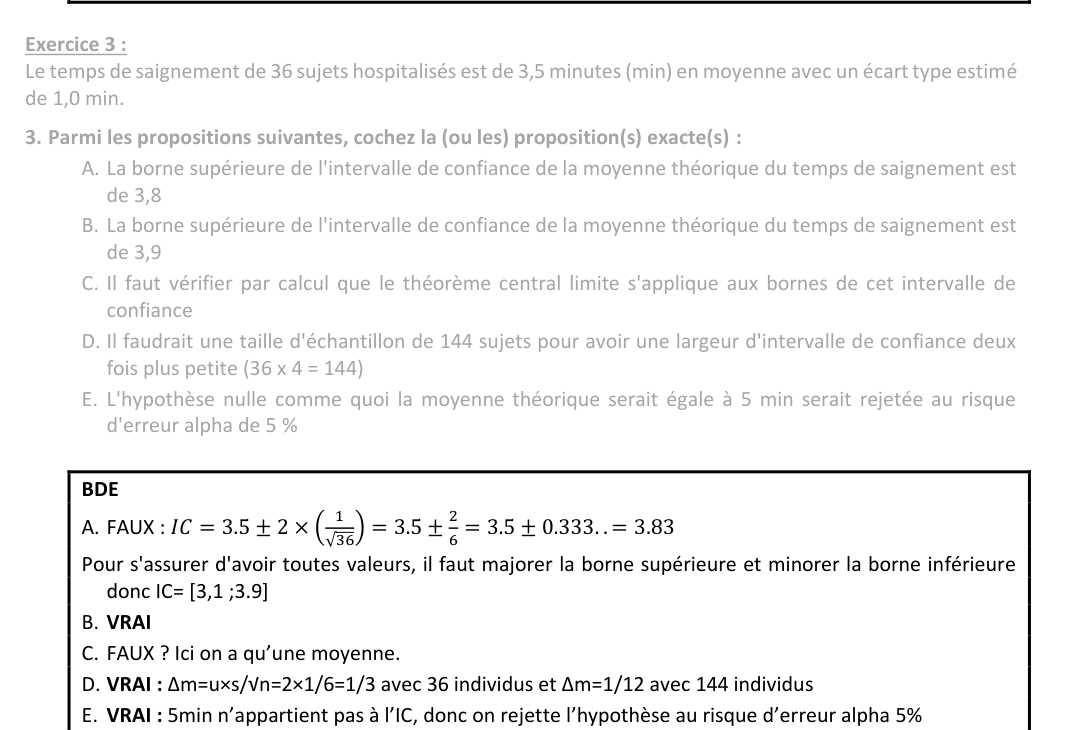 Exercice 3 :
Le temps de saignement de 36 sujets hospitalisés est de 3,5 minutes (min) en moyenne avec un écart type estimé
de 1,0 min.
3. Parmi les propositions suivantes, cochez la (ou les) proposition(s) exacte(s) :
A. La borne supérieure de l'intervalle de confiance de la moyenne théorique du temps de saignement est
de 3,8
B. La borne supérieure de l'intervalle de confiance de la moyenne théorique du temps de saignement est
de 3,9
C. Il faut vérifier par calcul que le théorème central limite s'applique aux bornes de cet intervalle de
confiance
D. Il faudrait une taille d'échantillon de 144 sujets pour avoir une largeur d'intervalle de confiance deux
fois plus petite (36 x 4 = 144)
E. L'hypothèse nulle comme quoi la moyenne théorique serait égale à 5 min serait rejetée au risque
d'erreur alpha de 5 %
BDE
A. FAUX : IC = 3.5 ± 2 × (1/√36) = 3.5 ± 2/6 = 3.5 ± 0.333.. = 3.83
Pour s'assurer d'avoir toutes valeurs, il faut majorer la borne supérieure et minorer la borne inférieure
donc IC= [3,1 ;3.9]
B. VRAI
C. FAUX ? Ici on a qu’une moyenne.
D. VRAI : Δm=u×s/√n=2×1/6=1/3 avec 36 individus et Δm=1/12 avec 144 individus
E. VRAI : 5min n’appartient pas à l’IC, donc on rejette l’hypothèse au risque d’erreur alpha 5%